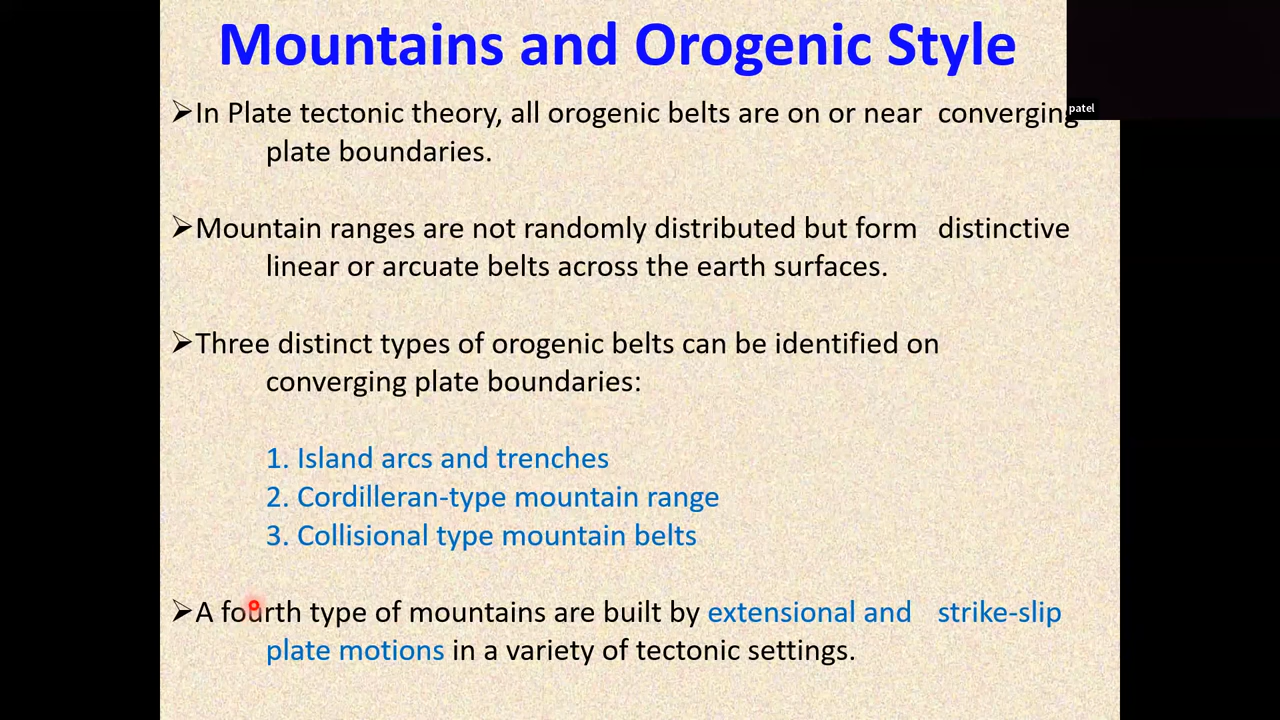 Mountains and Orogenic Style
patel
➢In Plate tectonic theory, all orogenic belts are on or near converging
plate boundaries.
➢Mountain ranges are not randomly distributed but form distinctive
linear or arcuate belts across the earth surfaces.
➢Three distinct types of orogenic belts can be identified on
converging plate boundaries:
1. Island arcs and trenches
2. Cordilleran-type mountain range
3. Collisional type mountain belts
➢A fourth type of mountains are built by extensional and strike-slip
plate motions in a variety of tectonic settings.